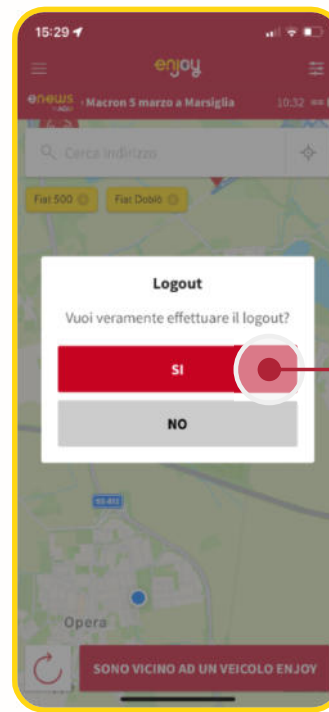 15:29
enjoy
enews Macron 5 marzo a Marsiglia 10:32
Cerca indirizzo
Fiat 500 Fiat Doblò
Logout
Vuoi veramente effettuare il logout?
SI
NO
Opera
SONO VICINO AD UN VEICOLO ENJOY